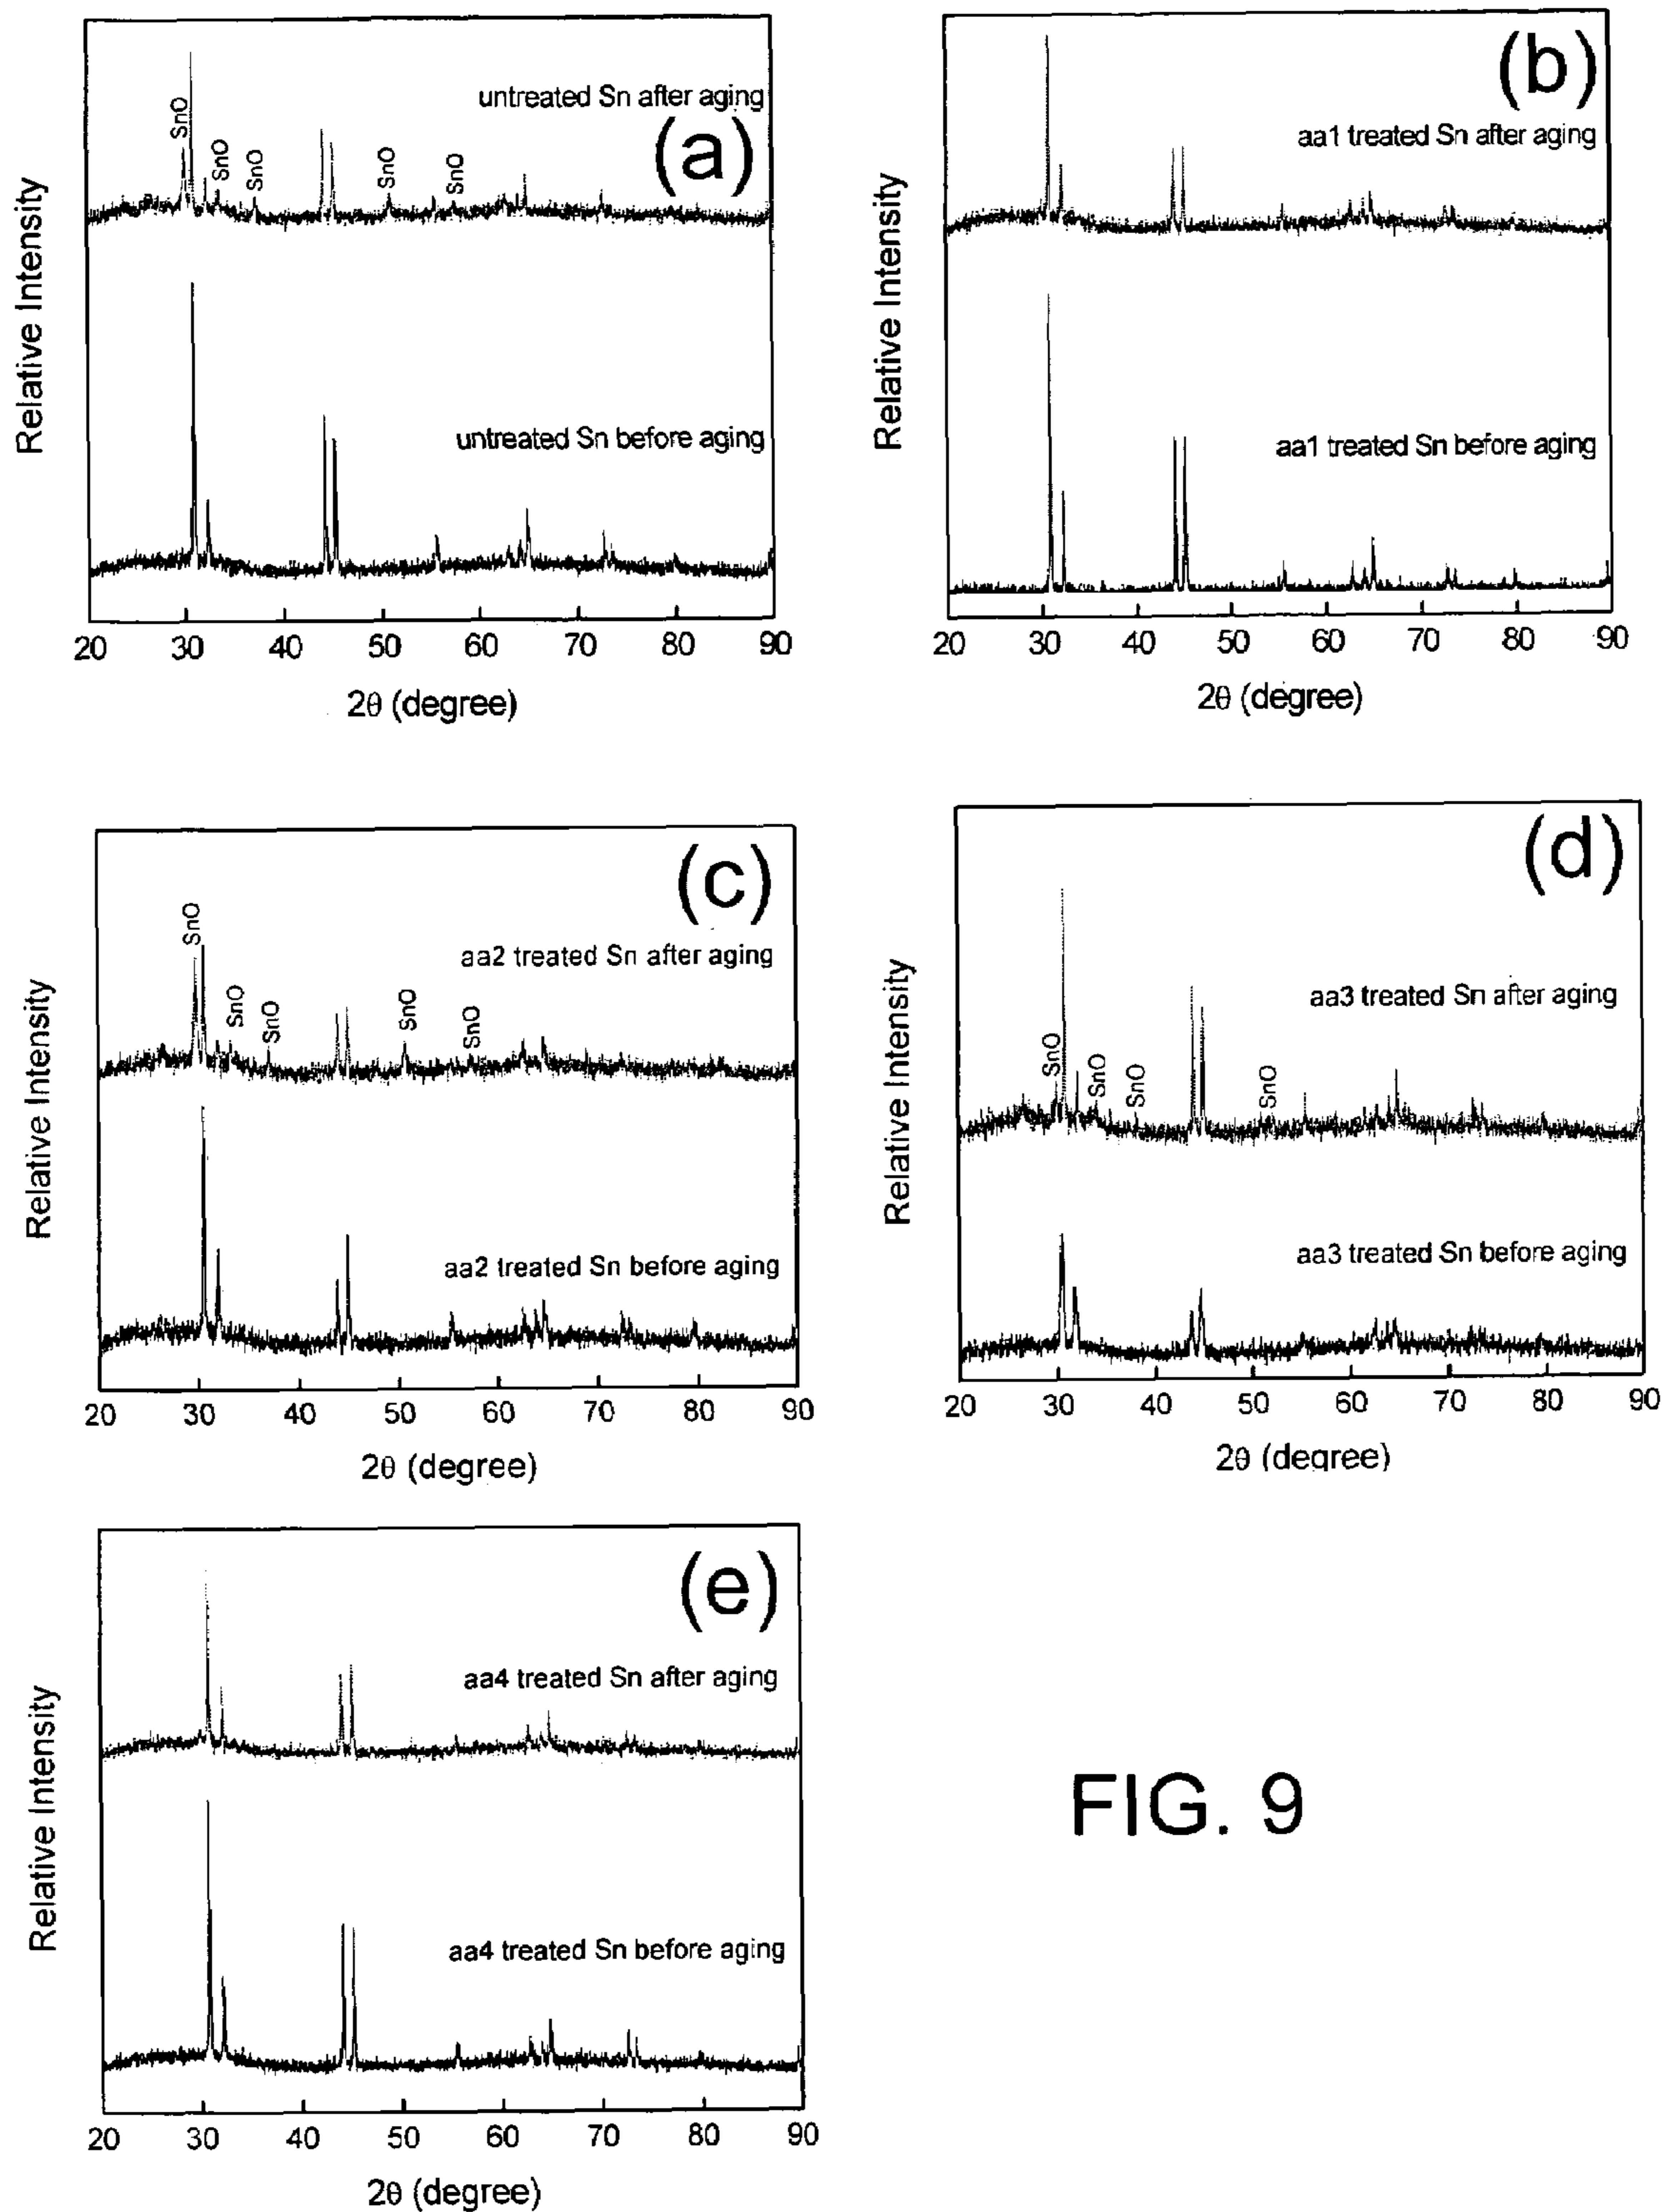 (a)
untreated Sn after aging
SnO
SnO
SnO
SnO
SnO
untreated Sn before aging
Relative Intensity
20 30 40 50 60 70 80 90
2θ (degree)
(b)
aa1 treated Sn after aging
aa1 treated Sn before aging
Relative Intensity
20 30 40 50 60 70 80 90
2θ (degree)
(c)
aa2 treated Sn after aging
SnO
SnO
SnO
SnO
SnO
aa2 treated Sn before aging
Relative Intensity
20 30 40 50 60 70 80 90
2θ (degree)
(d)
aa3 treated Sn after aging
SnO
SnO
SnO
SnO
aa3 treated Sn before aging
Relative Intensity
20 30 40 50 60 70 80 90
2θ (degree)
(e)
aa4 treated Sn after aging
aa4 treated Sn before aging
Relative Intensity
20 30 40 50 60 70 80 90
2θ (degree)
FIG. 9